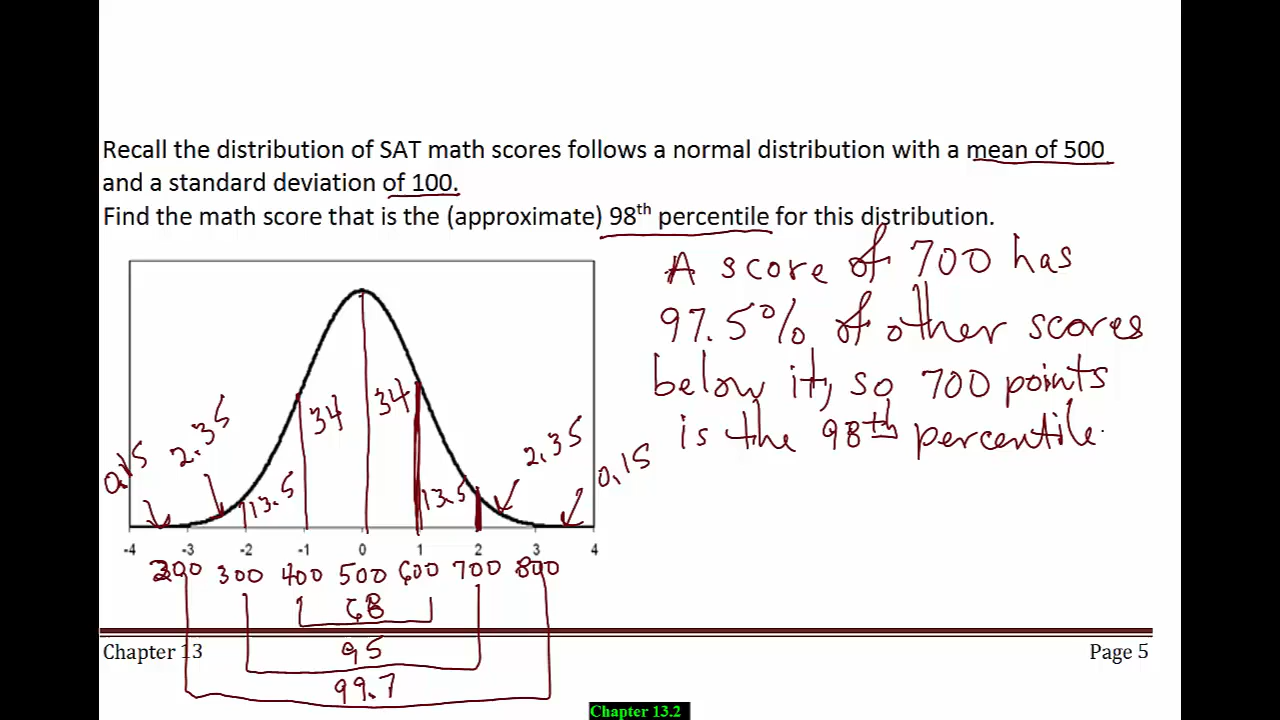 Recall the distribution of SAT math scores follows a normal distribution with a mean of 500
and a standard deviation of 100.
Find the math score that is the (approximate) 98th percentile for this distribution.
A score of 700 has
97.5% of other scores
below it, so 700 points
is the 98th percentile.
34 34
0.15 2.35 13.5 13.5 2.35 0.15
-4 -3 -2 -1 0 1 2 3 4
200 300 400 500 600 700 800
68
95
99.7
Chapter 13 Page 5
Chapter 13.2